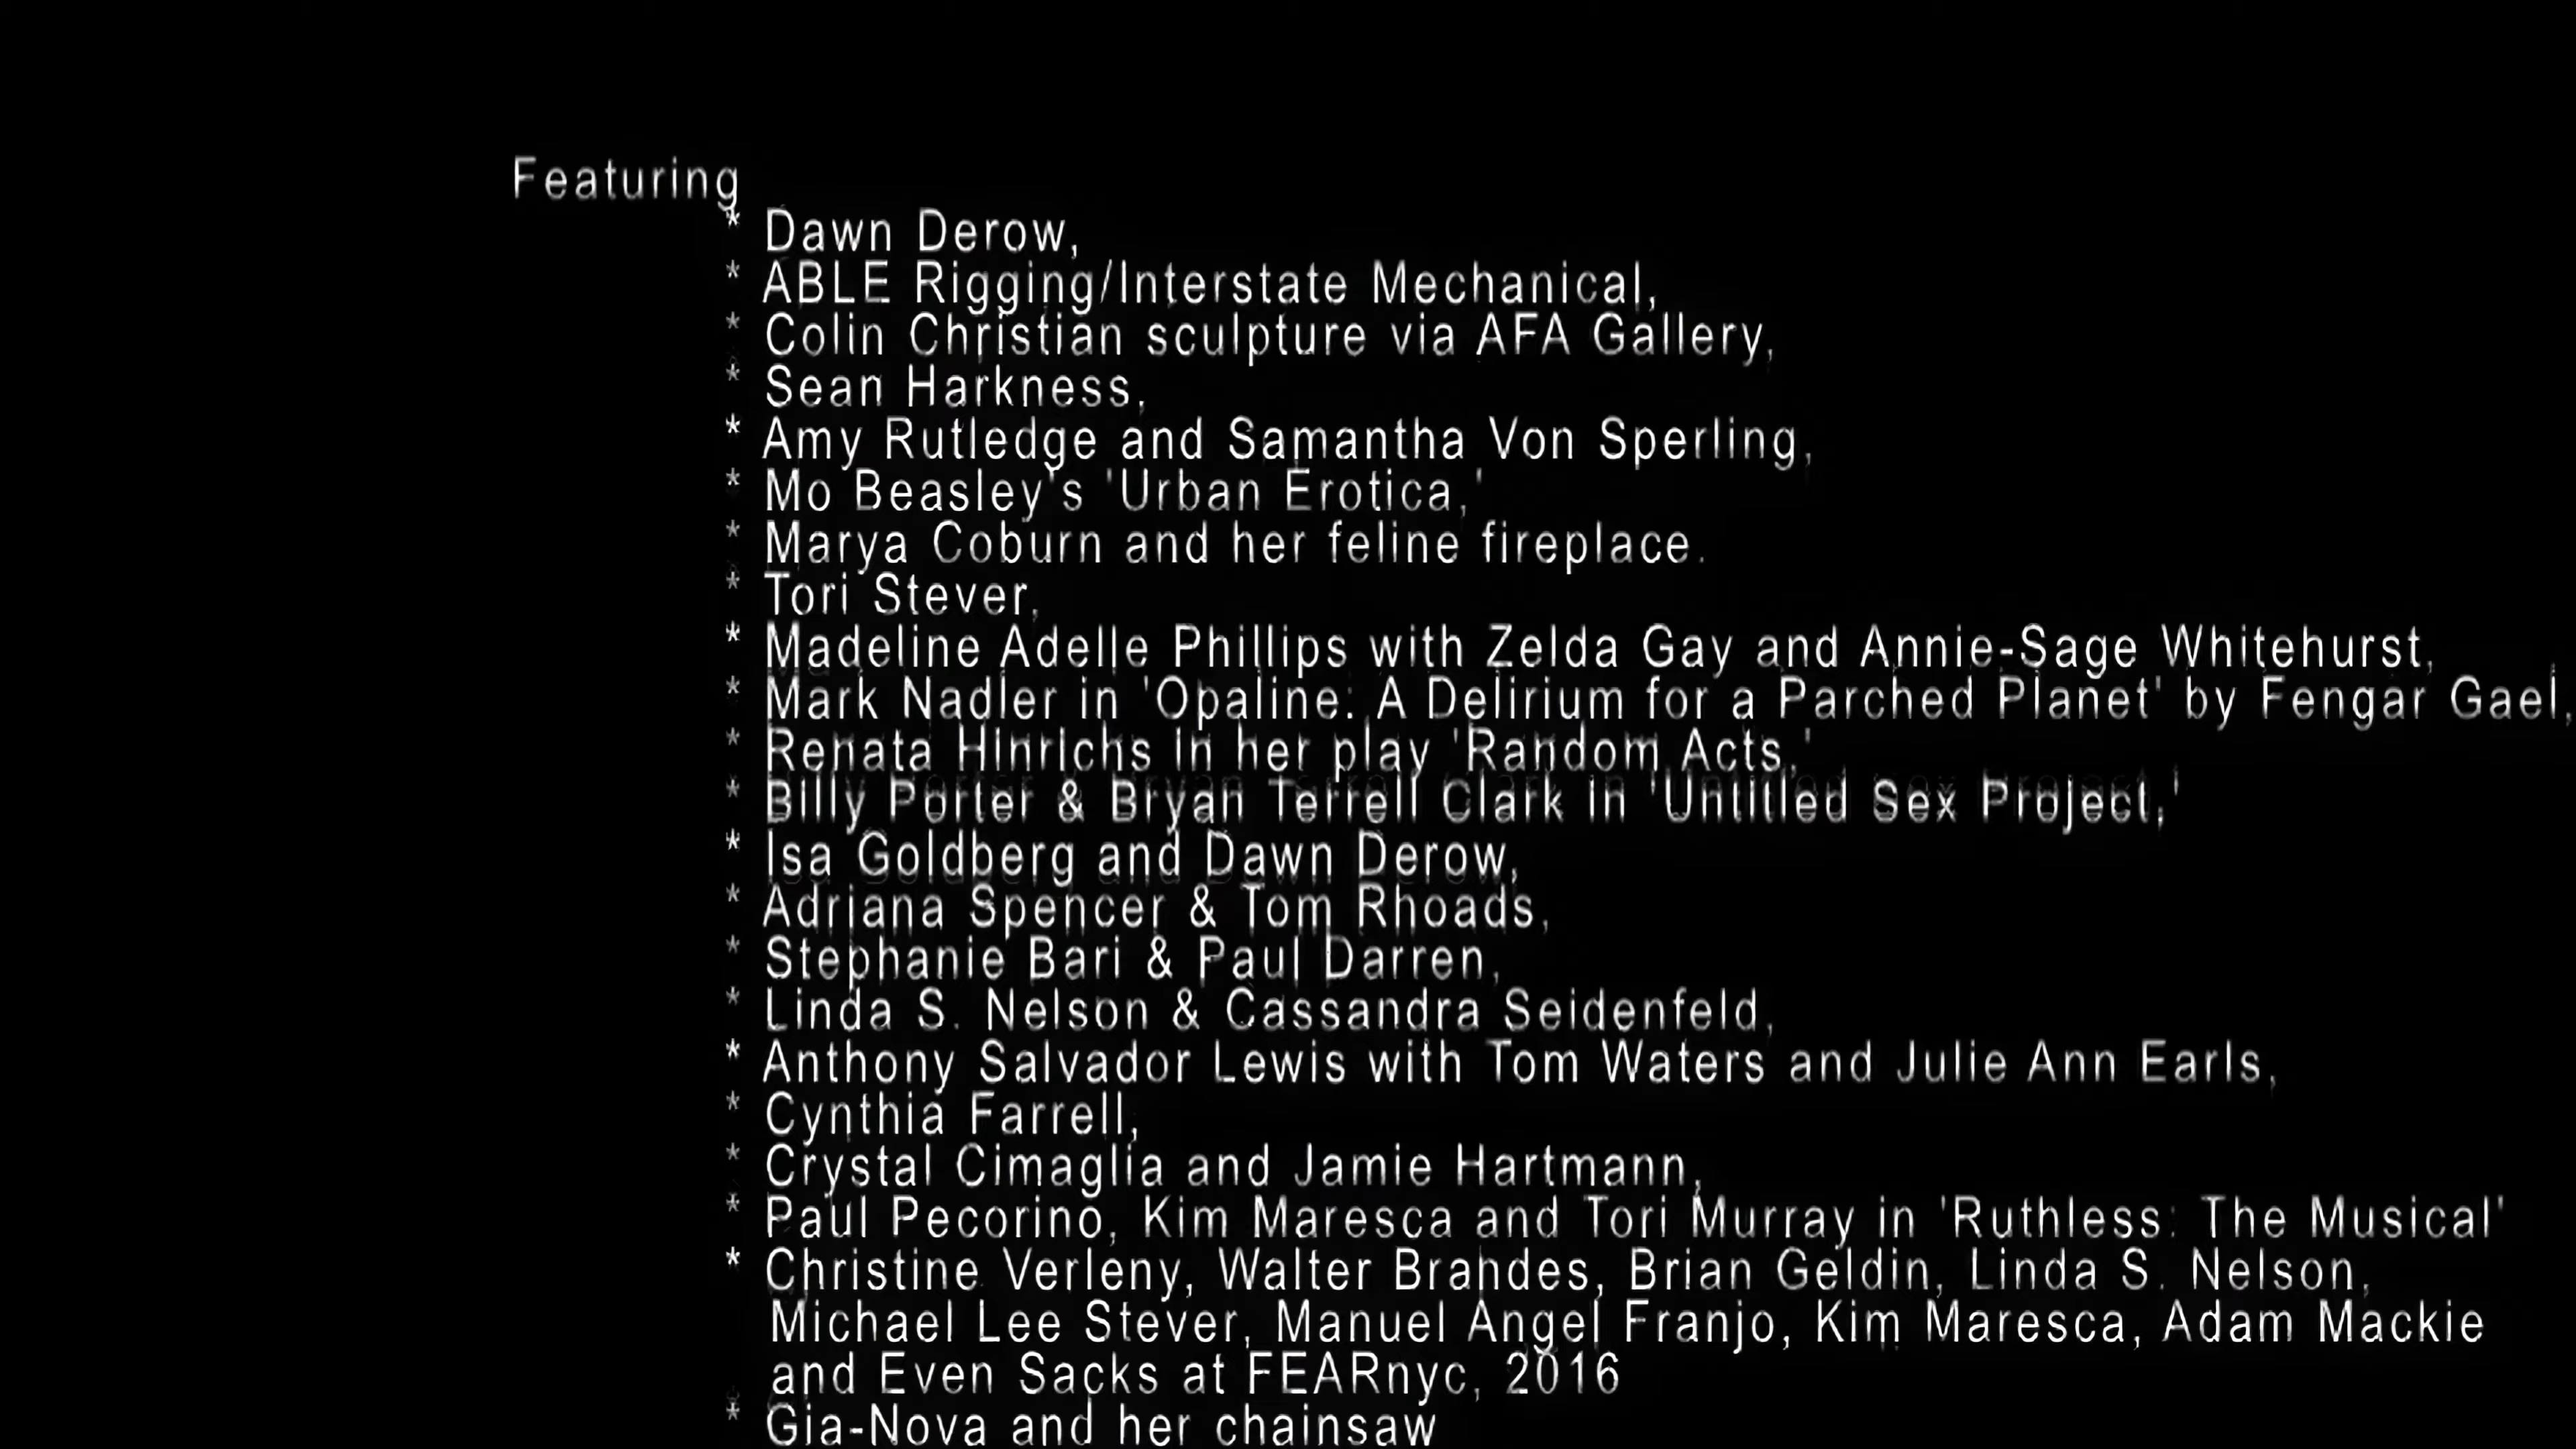 Featuring
* Dawn Derow,
* ABLE Rigging/Interstate Mechanical,
* Colin Christian sculpture via AFA Gallery,
* Sean Harkness,
* Amy Rutledge and Samantha Von Sperling,
* Mo Beasley's 'Urban Erotica,'
* Marya Coburn and her feline fireplace.
* Tori Stever,
* Madeline Adelle Phillips with Zelda Gay and Annie-Sage Whitehurst,
* Mark Nadler in 'Opaline: A Delirium for a Parched Planet' by Fengar Gael,
* Renata Hinrichs in her play 'Random Acts,'
* Billy Porter & Bryan Terrell Clark in 'Untitled Sex Project,'
* Isa Goldberg and Dawn Derow,
* Adriana Spencer & Tom Rhoads,
* Stephanie Bari & Paul Darren,
* Linda S. Nelson & Cassandra Seidenfeld,
* Anthony Salvador Lewis with Tom Waters and Julie Ann Earls,
* Cynthia Farrell,
* Crystal Cimaglia and Jamie Hartmann,
* Paul Pecorino, Kim Maresca and Tori Murray in 'Ruthless: The Musical'
* Christine Verleny, Walter Brandes, Brian Geldin, Linda S. Nelson,
Michael Lee Stever, Manuel Angel Franjo, Kim Maresca, Adam Mackie
and Even Sacks at FEARnyc, 2016
* Gia-Nova and her chainsaw